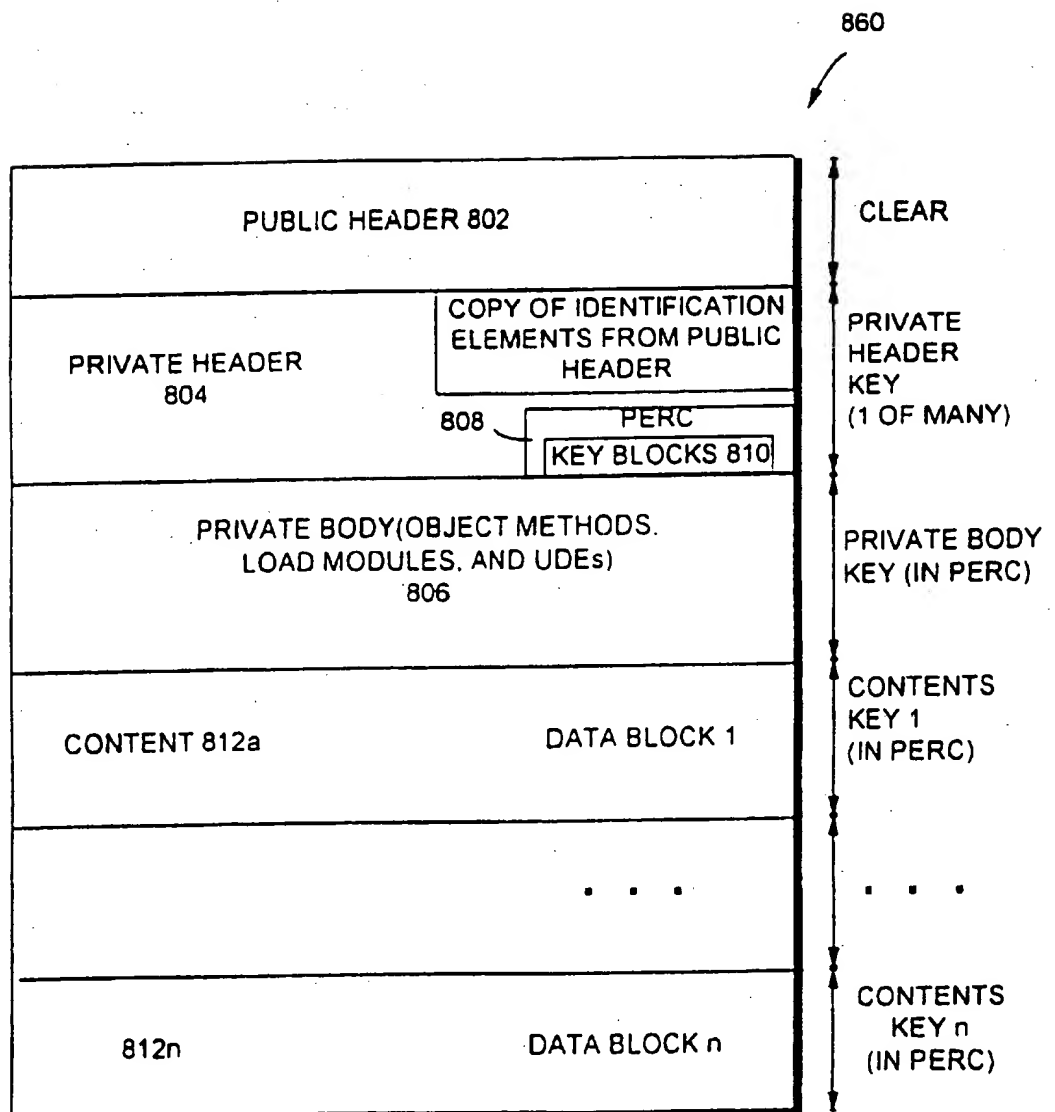 860
PUBLIC HEADER 802
CLEAR
PRIVATE HEADER
804
COPY OF IDENTIFICATION
ELEMENTS FROM PUBLIC
HEADER
808
PERC
KEY BLOCKS 810
PRIVATE
HEADER
KEY
(1 OF MANY)
PRIVATE BODY(OBJECT METHODS.
LOAD MODULES, AND UDEs)
806
PRIVATE BODY
KEY (IN PERC)
CONTENT 812a DATA BLOCK 1
CONTENTS
KEY 1
(IN PERC)
. . . . . .
812n DATA BLOCK n
CONTENTS
KEY n
(IN PERC)